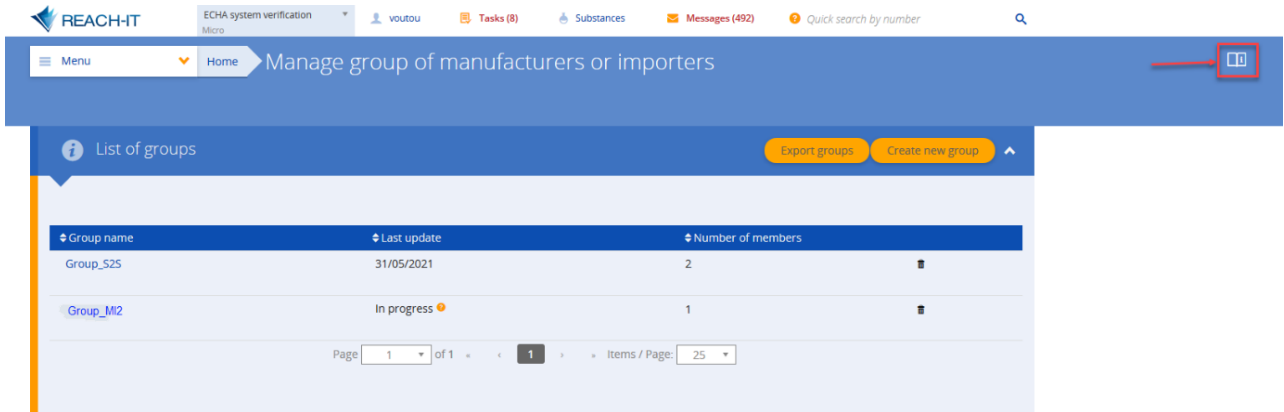 REACH-IT
ECHA system verification
Micro
voutou
Tasks (8)
Substances
Messages (492)
Quick search by number
Menu
Home
Manage group of manufacturers or importers
List of groups
Export groups
Create new group
Group name Last update Number of members
Group_S2S 31/05/2021 2
Group_MI2 In progress 1
Page 1 of 1 « ‹ 1 › » Items / Page: 25